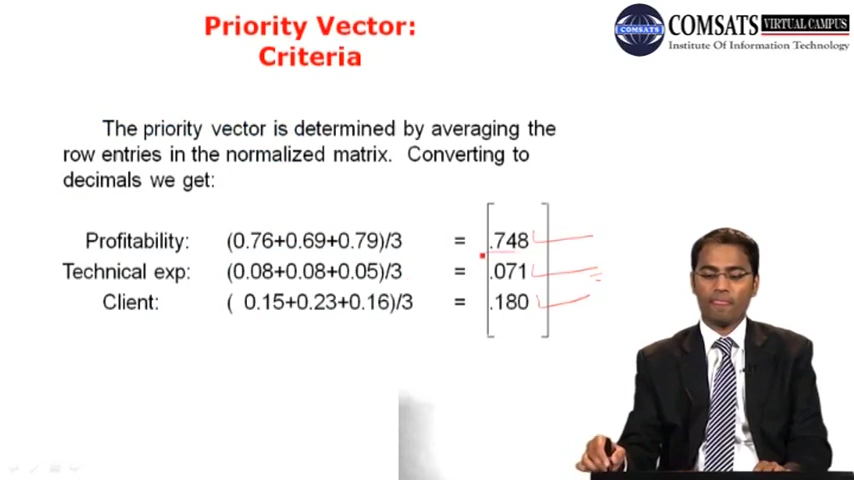 Priority Vector:
Criteria
COMSATS
COMSATS VIRTUAL CAMPUS
Institute Of Information Technology
The priority vector is determined by averaging the
row entries in the normalized matrix. Converting to
decimals we get:
Profitability: (0.76+0.69+0.79)/3 = .748
Technical exp: (0.08+0.08+0.05)/3 = .071
Client: ( 0.15+0.23+0.16)/3 = .180